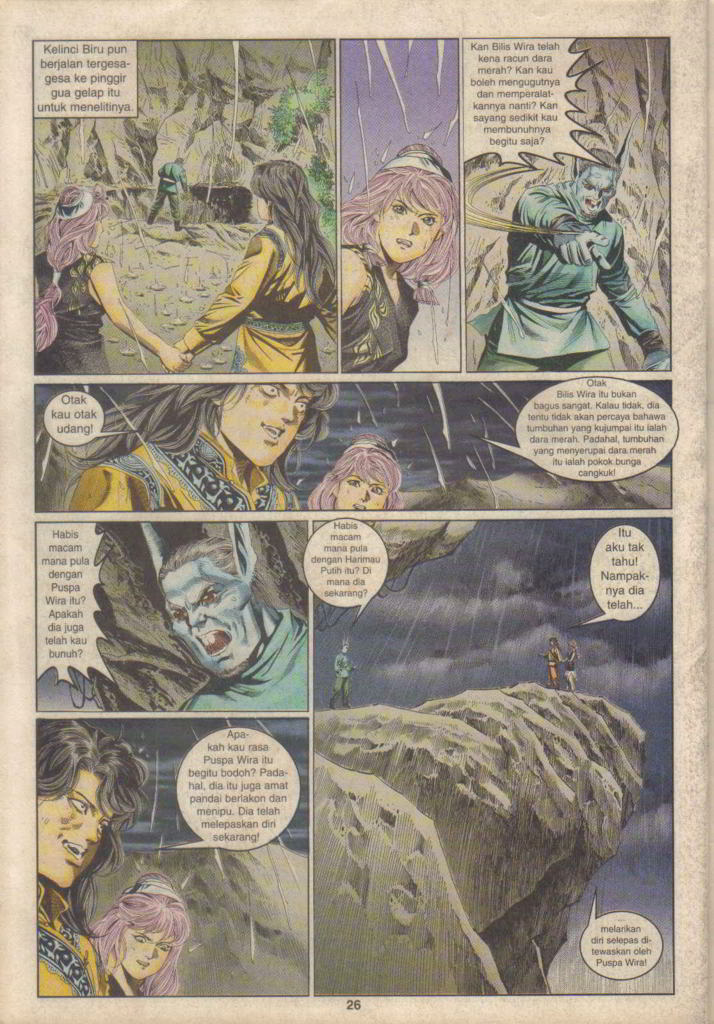 Kelinci Biru pun
berjalan tergesa-
gesa ke pinggir
gua gelap itu
untuk menelitinya.
Kan Bilis Wira telah
kena racun dara
merah? Kan kau
boleh mengugutnya
dan memperalat-
kannya nanti? Kan
sayang sedikit kau
membunuhnya
begitu saja?
Otak
kau otak
udang!
Otak
Bilis Wira itu bukan
bagus sangat. Kalau tidak, dia
tentu tidak akan percaya bahawa
tumbuhan yang kujumpai itu ialah
dara merah. Padahal, tumbuhan
yang menyerupai dara merah
itu ialah pokok bunga
cangkuk!
Habis
macam
mana pula
dengan
Puspa
Wira itu?
Apakah
dia juga
telah kau
bunuh?
Apa-
kah kau rasa
Puspa Wira itu
begitu bodoh? Pada-
hal, dia itu juga amat
pandai berlakon dan
menipu. Dia telah
melepaskan diri
sekarang!
Habis
macam
mana pula
dengan Harimau
Putih itu? Di
mana dia
sekarang?
Itu
aku tak
tahu!
Nampak-
nya dia
telah...
melarikan
diri selepas di-
tewaskan oleh
Puspa Wira!
26